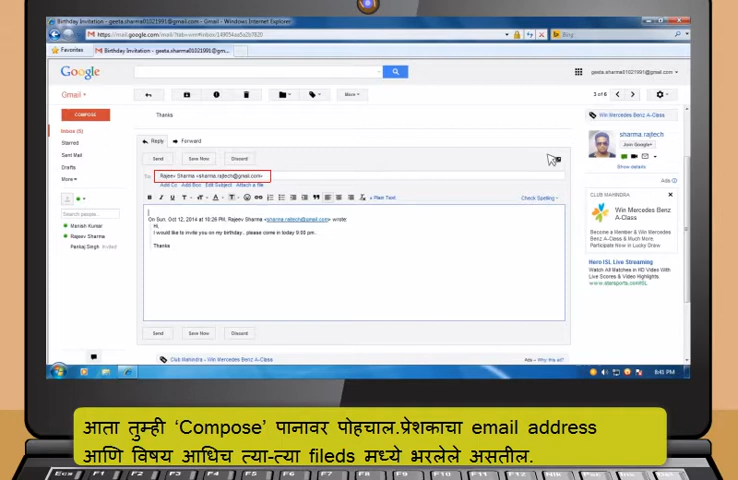 Birthday Invitation - geeta.sharma01021991@gmail.com - Gmail - Windows Internet Explorer
Bing
Favorites
Birthday Invitation - geeta.sharma01021991@gm...
Google
geeta.sharma01021991@gmail.com
Gmail
More
3 of 6
COMPOSE
Thanks
Win Mercedes Benz A-Class
Inbox (5)
Starred
Sent Mail
Drafts
More
Reply
Forward
sharma rajtech
Join Google+
Show details
Send
Save Now
Discard
To:
Rajeev Sharma <sharma.rajtech@gmail.com>
Add Cc
Add Bcc
Edit Subject
Attach a file
Ads
« Plain Text
Check Spelling
CLUB MAHINDRA
Win Mercedes Benz A-Class
Become a Member & Win Mercedes Benz A-Class & Much More.
Participate Now & Enjoy
Search people...
Manish Kumar
Rajeev Sharma
Pankaj Singh Invited
On Sun, Oct 12, 2014 at 10:26 PM, Rajeev Sharma <sharma.rajtech@gmail.com> wrote:
Hi,
I would like to invite you on my birthday, please come in today 9:00 pm.
Thanks
Hero ISL Live Streaming
Watch All Matches in HD Video With Live Scores & Video Highlights.
www.starsports.com/ISL
Send
Save Now
Discard
Club Mahindra - Win Mercedes Benz A-Class
Ads – Why this ad?
8:40 PM
आता तुम्ही ‘Compose’ पानावर पोहचाल.प्रेशकाचा email address
आणि विषय आधिच त्या-त्या fileds मध्ये भरलेले असतील.